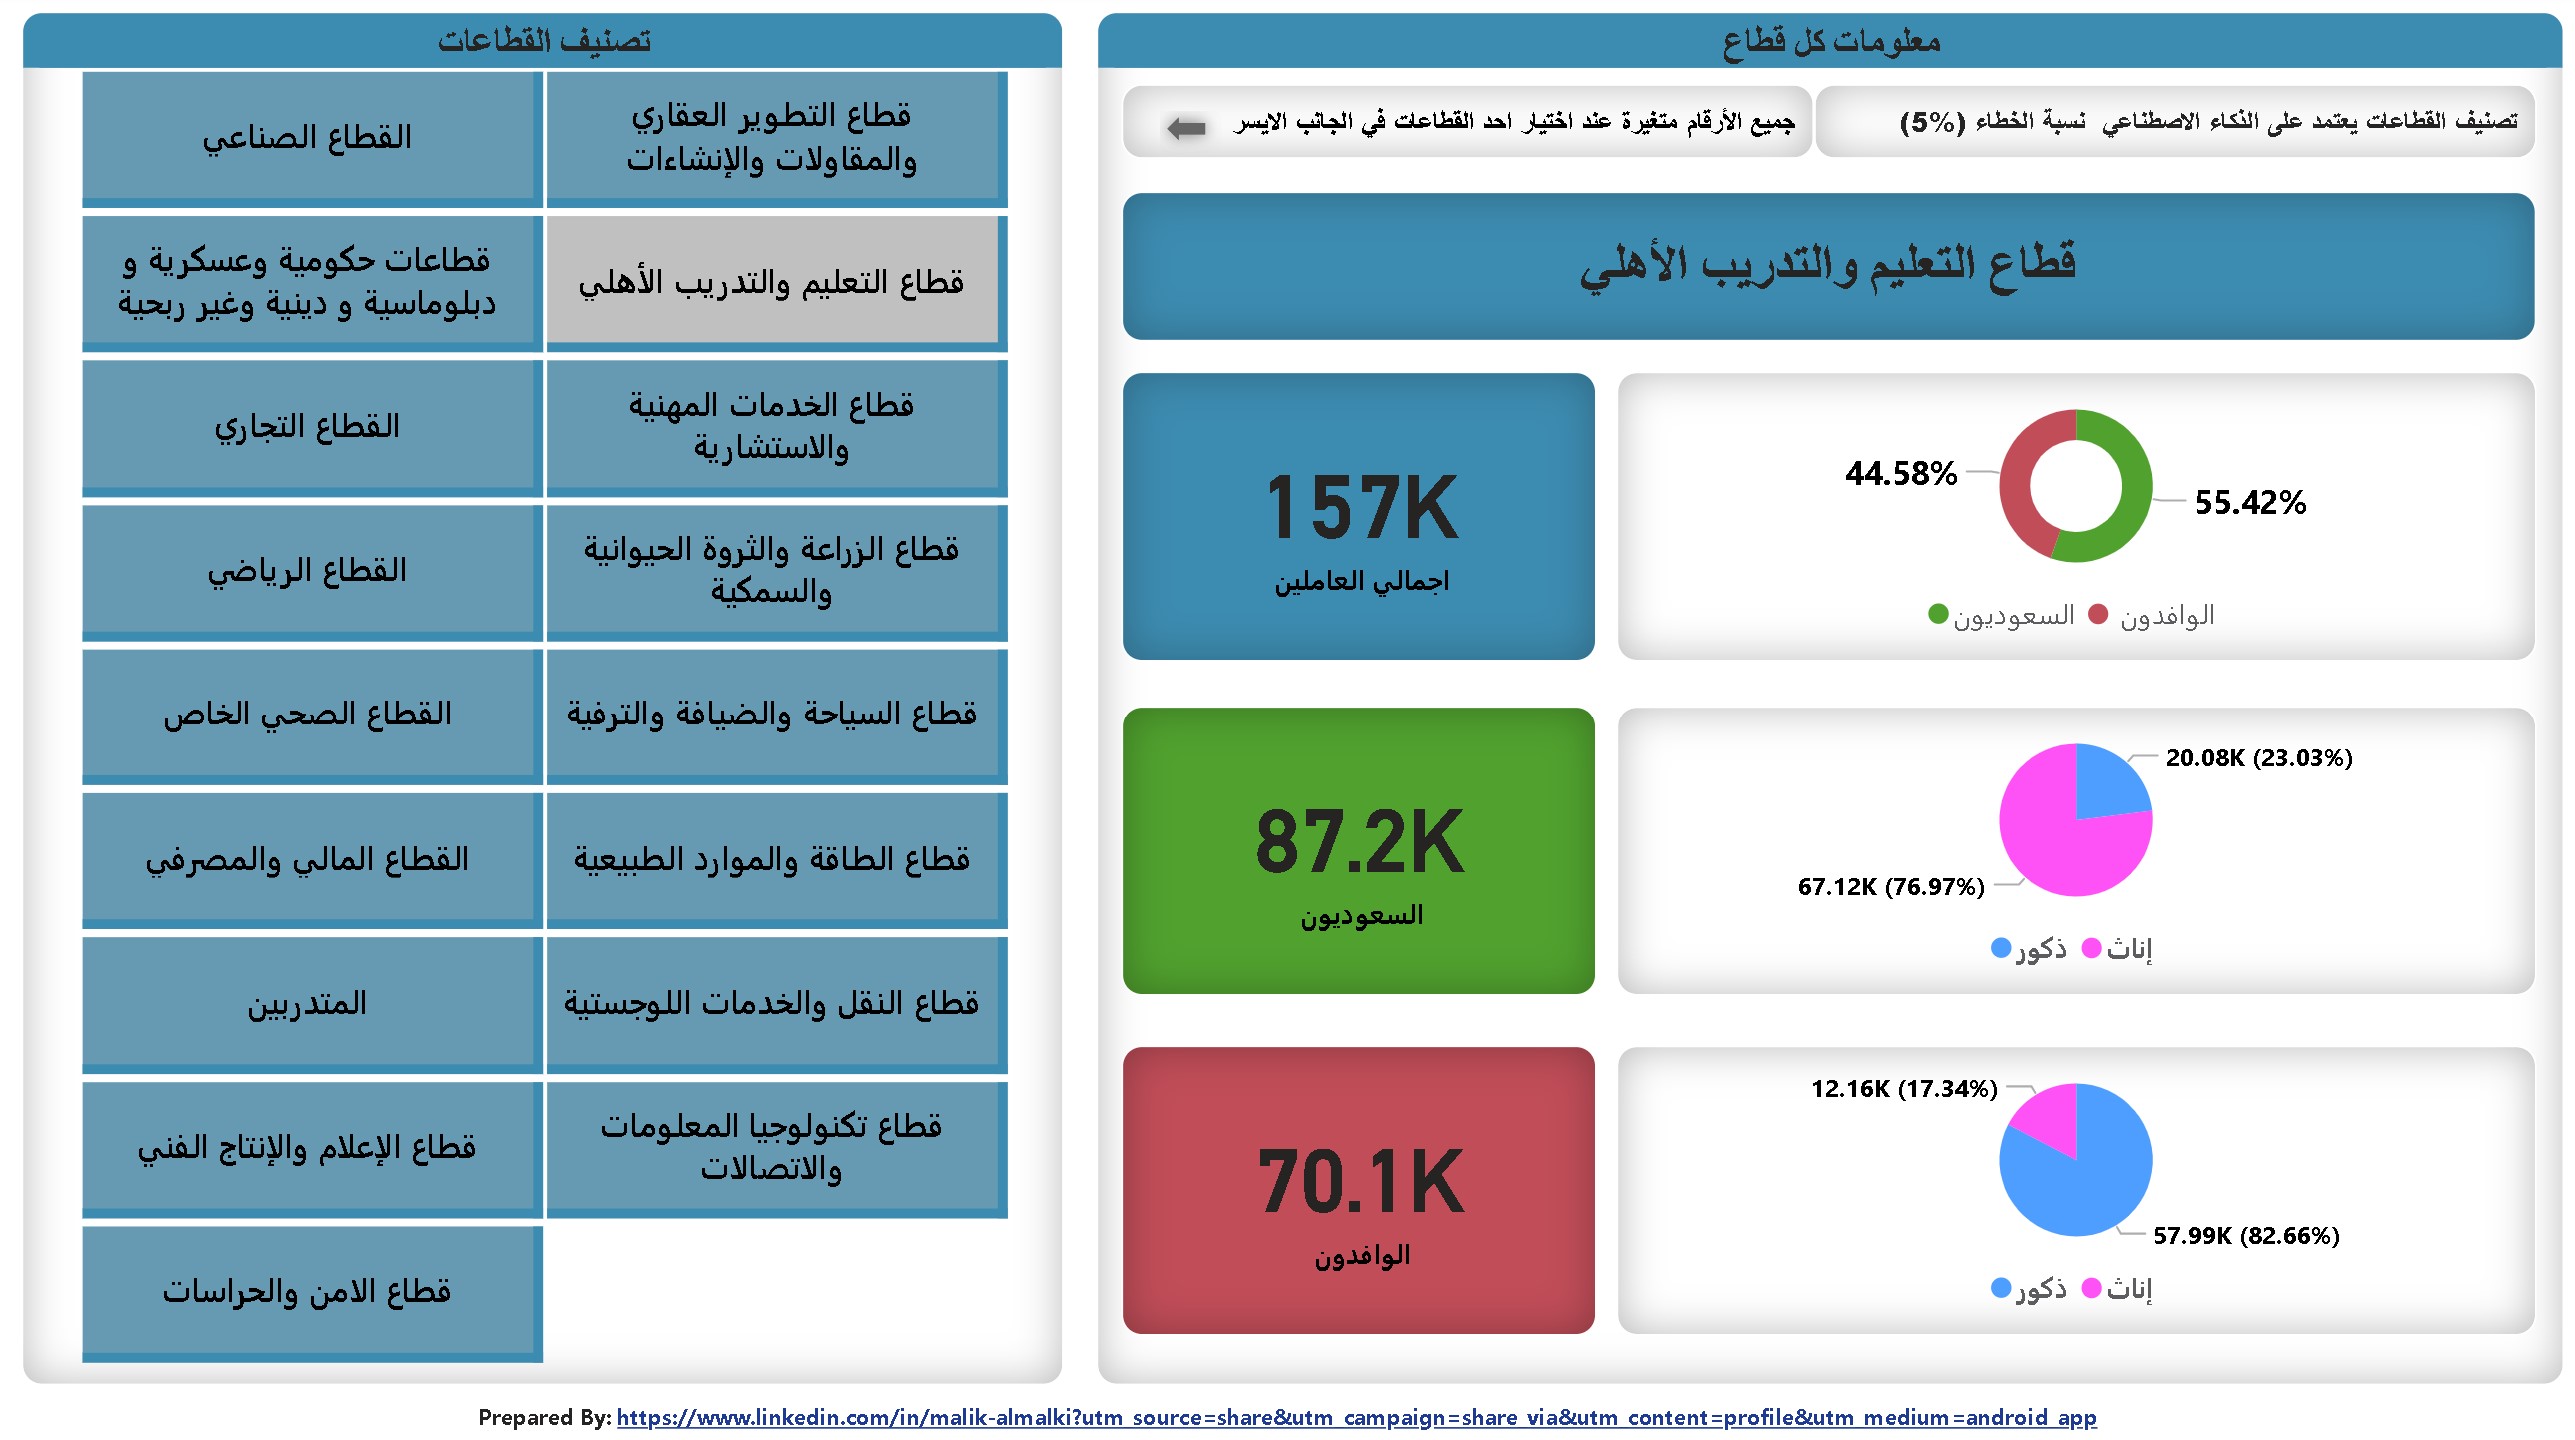 معلومات كل قطاع
تصنيف القطاعات يعتمد على الذكاء الاصطناعي نسبة الخطاء (5%)
جميع الأرقام متغيرة عند اختيار احد القطاعات في الجانب الايسر
قطاع التعليم والتدريب الأهلي
157K
اجمالي العاملين
44.58%
55.42%
السعوديون
الوافدون
87.2K
السعوديون
20.08K (23.03%)
67.12K (76.97%)
ذكور
إناث
70.1K
الوافدون
12.16K (17.34%)
57.99K (82.66%)
ذكور
إناث
تصنيف القطاعات
قطاع التطوير العقاري
والمقاولات والإنشاءات
القطاع الصناعي
قطاع التعليم والتدريب الأهلي
قطاعات حكومية وعسكرية و
دبلوماسية و دينية وغير ربحية
قطاع الخدمات المهنية
والاستشارية
القطاع التجاري
قطاع الزراعة والثروة الحيوانية
والسمكية
القطاع الرياضي
قطاع السياحة والضيافة والترفية
القطاع الصحي الخاص
قطاع الطاقة والموارد الطبيعية
القطاع المالي والمصرفي
قطاع النقل والخدمات اللوجستية
المتدربين
قطاع تكنولوجيا المعلومات
والاتصالات
قطاع الإعلام والإنتاج الفني
قطاع الامن والحراسات
Prepared By: https://www.linkedin.com/in/malik-almalki?utm_source=share&utm_campaign=share_via&utm_content=profile&utm_medium=android_app